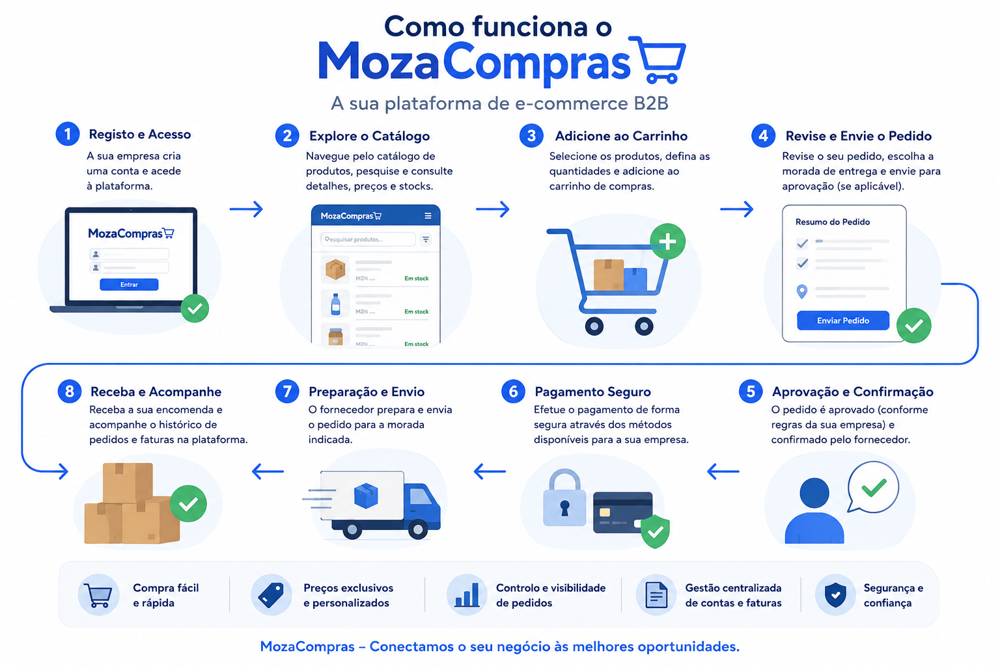 Como funciona o
MozaCompras
A sua plataforma de e-commerce B2B
1 Registo e Acesso
A sua empresa cria
uma conta e acede
à plataforma.
MozaCompras
Entrar
2 Explore o Catálogo
Navegue pelo catálogo de
produtos, pesquise e consulte
detalhes, preços e stocks.
MozaCompras
Pesquisar produtos...
M2N .... Em stock
M2N .... Em stock
M2N .... Em stock
3 Adicione ao Carrinho
Selecione os produtos, defina as
quantidades e adicione ao
carrinho de compras.
4 Revise e Envie o Pedido
Revise o seu pedido, escolha a
morada de entrega e envie para
aprovação (se aplicável).
Resumo do Pedido
Enviar Pedido
5 Aprovação e Confirmação
O pedido é aprovado (conforme
regras da sua empresa) e
confirmado pelo fornecedor.
6 Pagamento Seguro
Efetue o pagamento de forma
segura através dos métodos
disponíveis para a sua empresa.
7 Preparação e Envio
O fornecedor prepara e envia
o pedido para a morada
indicada.
8 Receba e Acompanhe
Receba a sua encomenda e
acompanhe o histórico de
pedidos e faturas na plataforma.
Compra fácil
e rápida
Preços exclusivos
e personalizados
Controlo e visibilidade
de pedidos
Gestão centralizada
de contas e faturas
Segurança e
confiança
MozaCompras – Conectamos o seu negócio às melhores oportunidades.